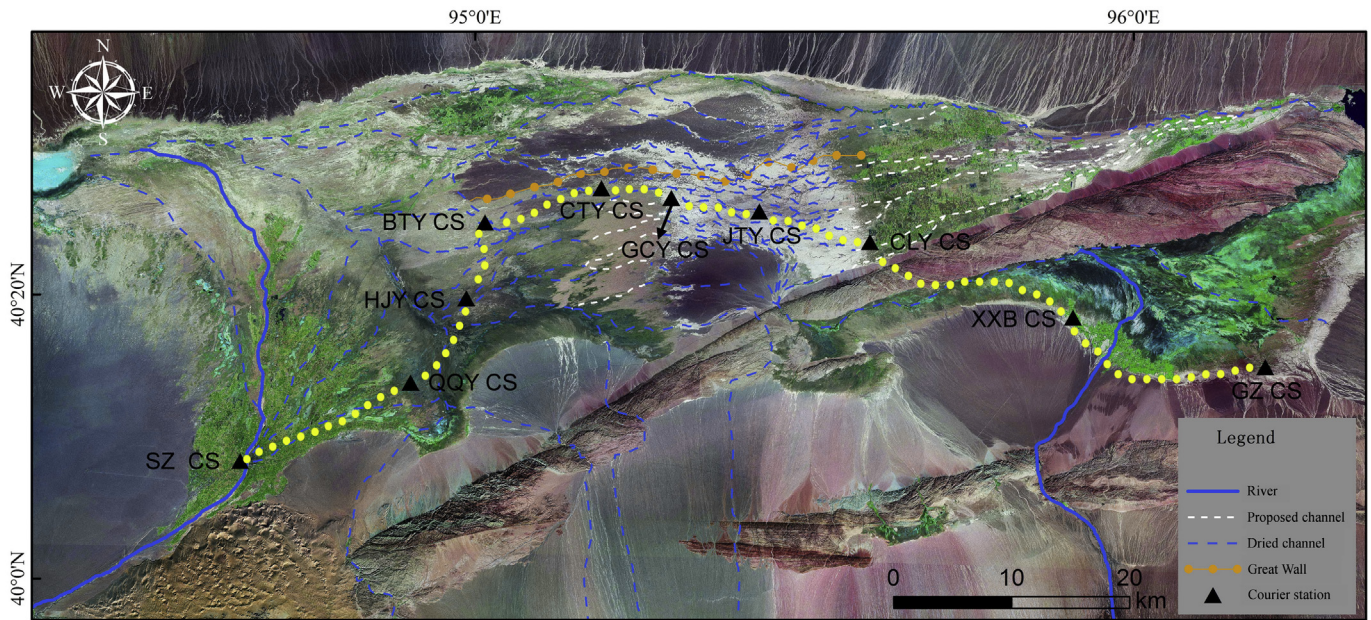 95°0'E
96°0'E
N
W
E
S
BTY CS
CTY CS
GCY CS
JTY CS
CLY CS
HJY CS
XXB CS
QQY CS
GZ CS
SZ CS
40°20'N
40°0'N
0
10
20
km
Legend
River
Proposed channel
Dried channel
Great Wall
Courier station